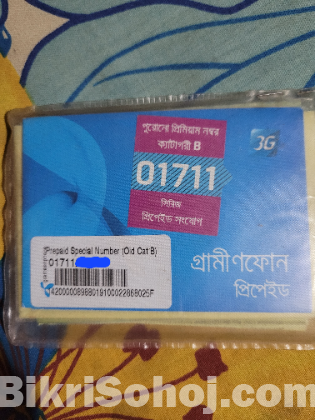 পুরোনো প্রিমিয়াম নম্বর
ক্যাটাগরী B
3G
01711
সিরিজ
প্রিপেইড সংযোগ
Prepaid Special Number (Old Cat B)
01711
গ্রামীণফোন
প্রিপেইড
BikriSohoj.com